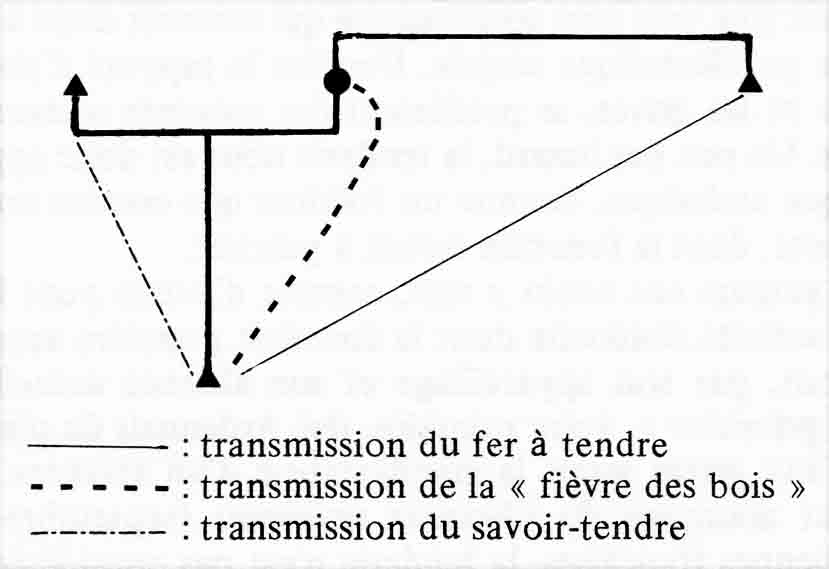 : transmission du fer à tendre
: transmission de la « fièvre des bois »
: transmission du savoir-tendre